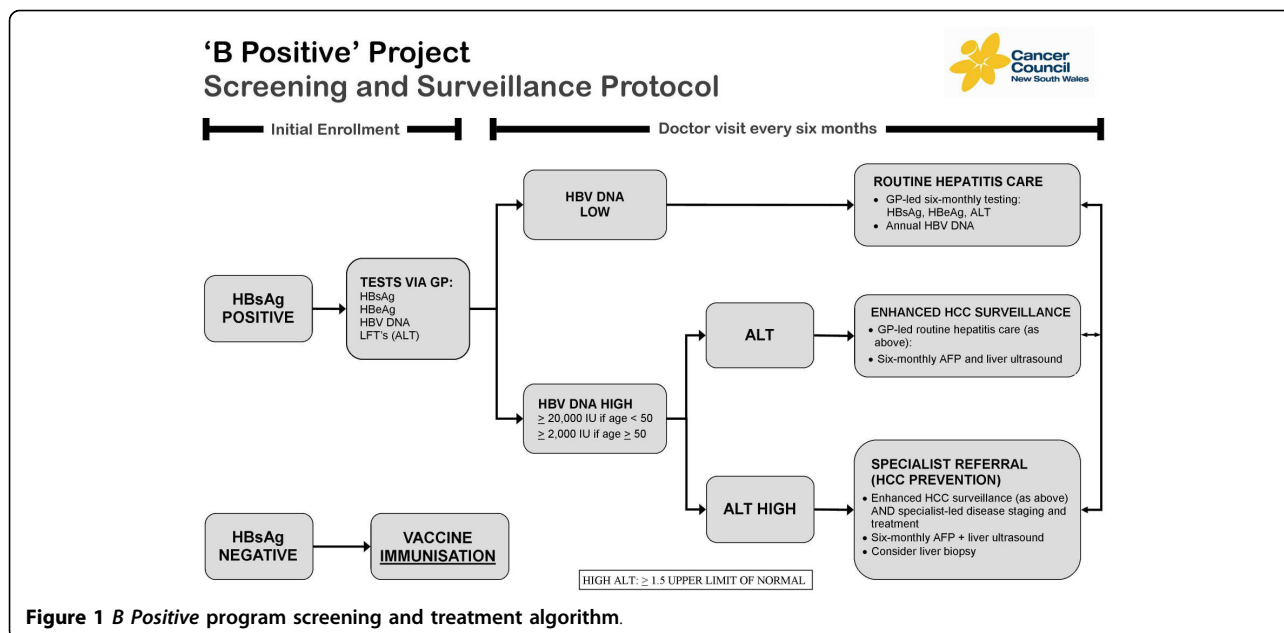 'B Positive' Project
Screening and Surveillance Protocol
Cancer
Council
New South Wales
Initial Enrollment
Doctor visit every six months
HBsAg
POSITIVE
TESTS VIA GP:
HBsAg
HBeAg
HBV DNA
LFT's (ALT)
HBV DNA
LOW
ROUTINE HEPATITIS CARE
• GP-led six-monthly testing:
HBsAg, HBeAg, ALT
• Annual HBV DNA
HBV DNA HIGH
≥ 20,000 IU if age < 50
≥ 2,000 IU if age ≥ 50
ALT
ENHANCED HCC SURVEILLANCE
• GP-led routine hepatitis care (as
above):
• Six-monthly AFP and liver ultrasound
ALT HIGH
SPECIALIST REFERRAL
(HCC PREVENTION)
• Enhanced HCC surveillance (as above)
AND specialist-led disease staging and
treatment
• Six-monthly AFP + liver ultrasound
• Consider liver biopsy
HBsAg
NEGATIVE
VACCINE
IMMUNISATION
HIGH ALT: ≥ 1.5 UPPER LIMIT OF NORMAL
Figure 1 B Positive program screening and treatment algorithm.